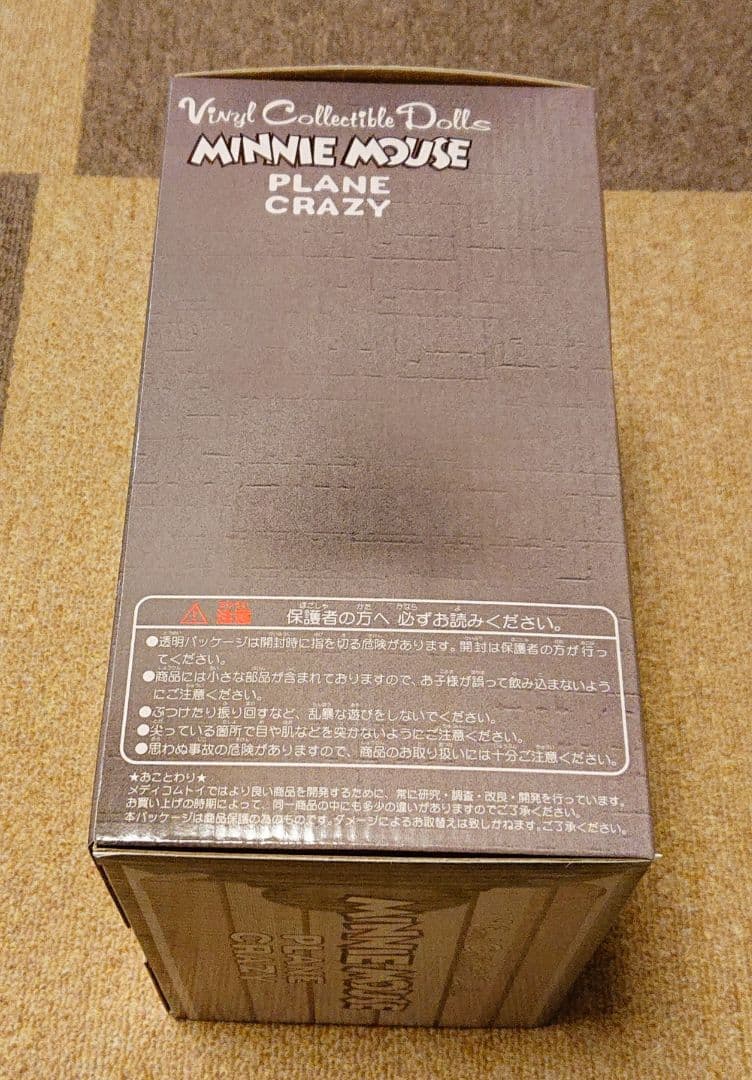 Vinyl Collectible Dolls
MINNIE MOUSE
PLANE
CRAZY
注意 保護者の方へ 必ずお読みください。
●透明パッケージは開封時に指を切る危険があります。開封は保護者の方が行っ
てください。
●商品には小さな部品が含まれておりますので、お子様が誤って飲み込まないよう
にご注意ください。
●ぶつけたり振り回すなど、乱暴な遊びをしないでください。
●尖っている箇所で目や肌などを突かないようにご注意ください。
●思わぬ事故の危険がありますので、商品のお取り扱いには十分ご注意ください。
★おことわり★
メディコムトイではより良い商品を開発するために、常に研究・調査・改良・開発を行っています。
お買い上げの時期によって、同一商品の中にも多少の違いがありますのでご了承ください。
本パッケージは商品保護の為のものです。ダメージによるお取替えは致しかねます。ご了承ください。
MINNIE MOUSE
PLANE
CRAZY